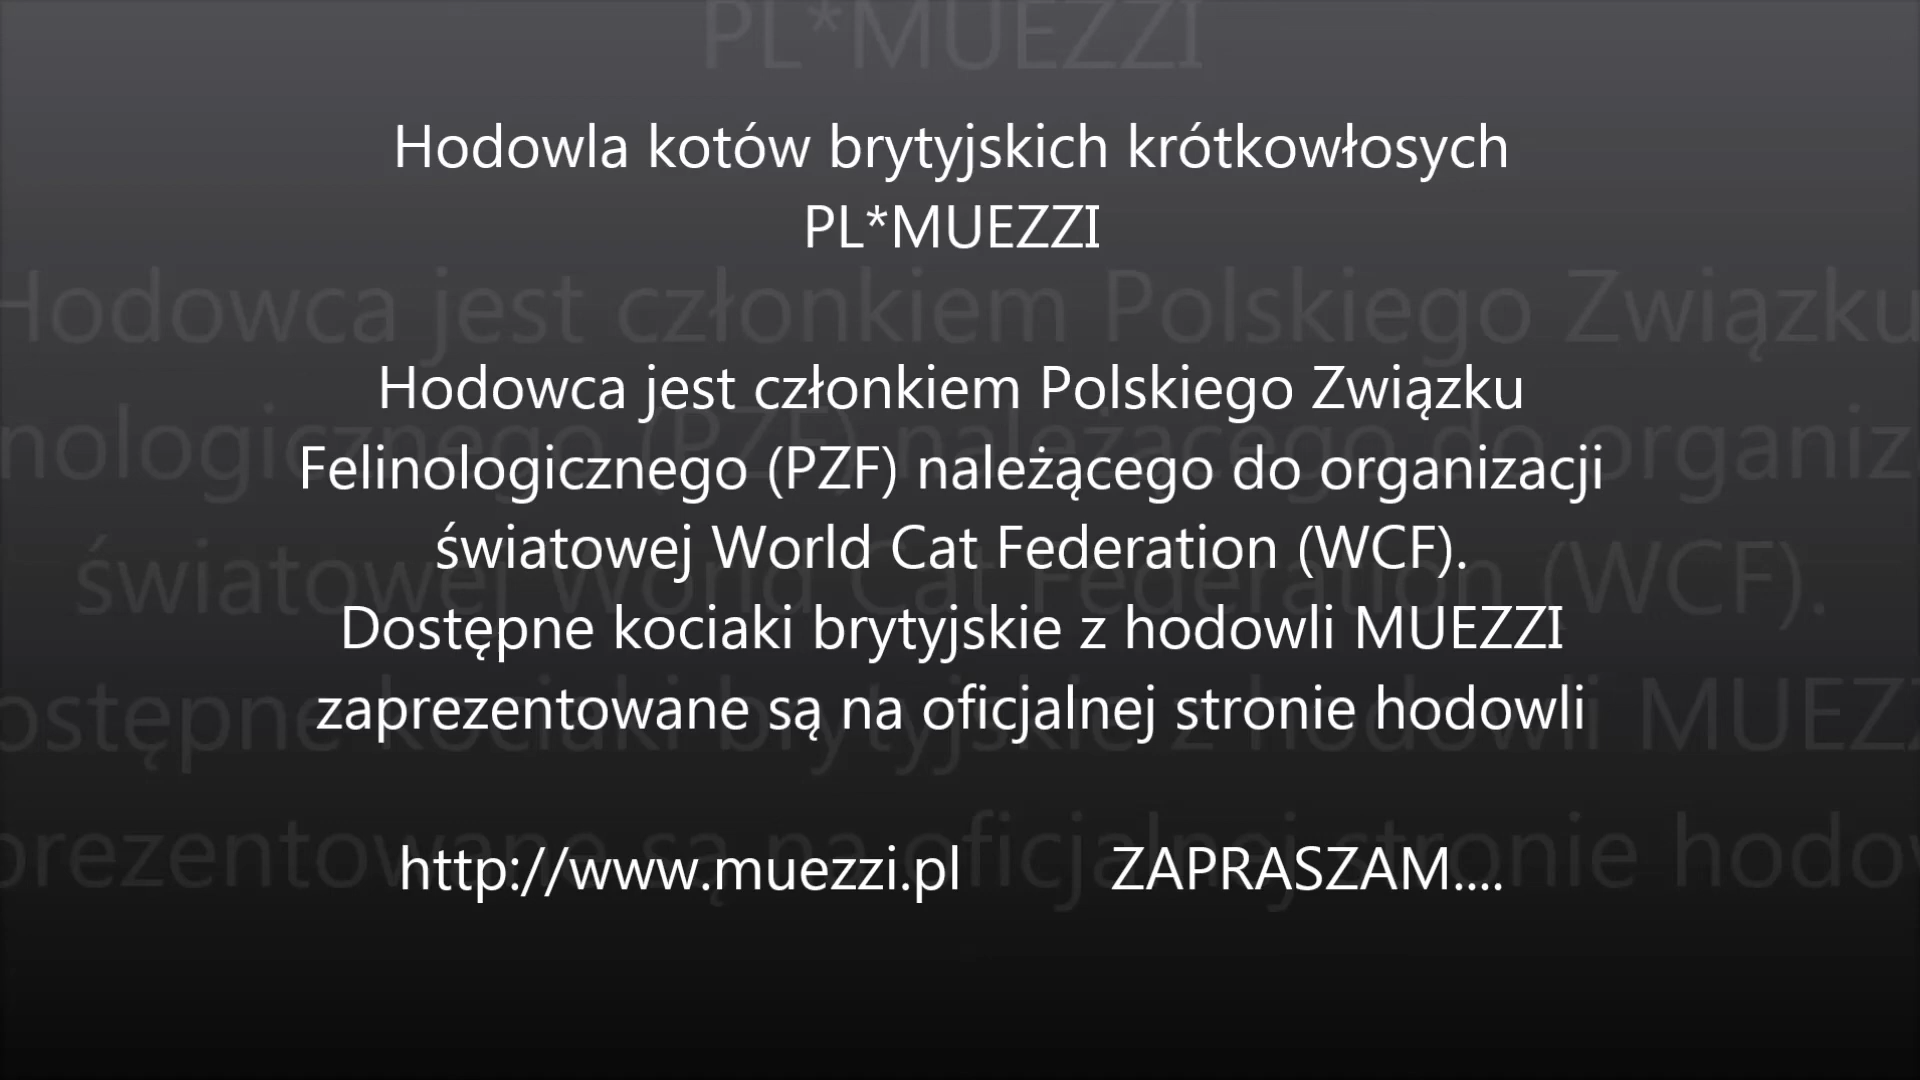 Hodowla kotów brytyjskich krótkowłosych
PL*MUEZZI
Hodowca jest członkiem Polskiego Związku
Felinologicznego (PZF) należącego do organizacji
światowej World Cat Federation (WCF).
Dostępne kociaki brytyjskie z hodowli MUEZZI
zaprezentowane są na oficjalnej stronie hodowli
http://www.muezzi.pl ZAPRASZAM....